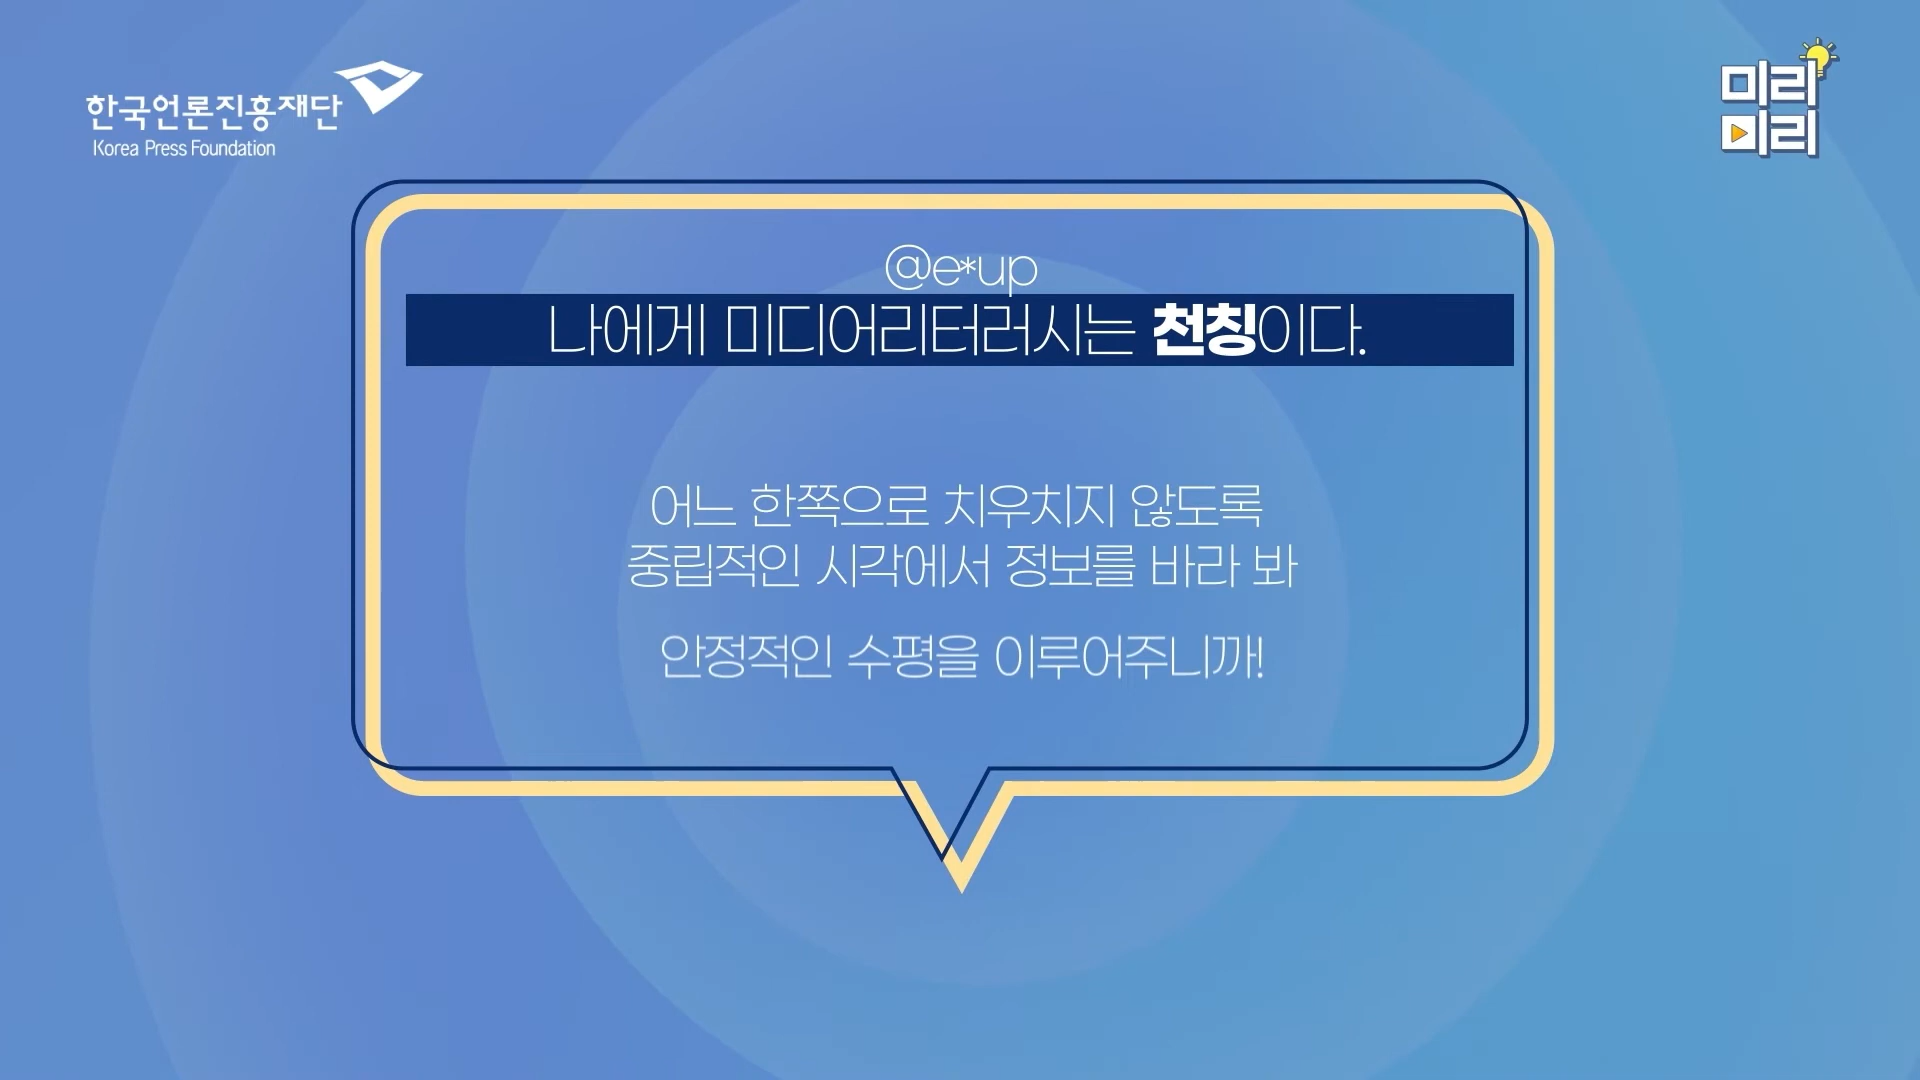 한국언론진흥재단
Korea Press Foundation
미리
미리
@e*up
나에게 미디어리터러시는 천칭이다.
어느 한쪽으로 치우치지 않도록
중립적인 시각에서 정보를 바라 봐
안정적인 수평을 이루어주니까!